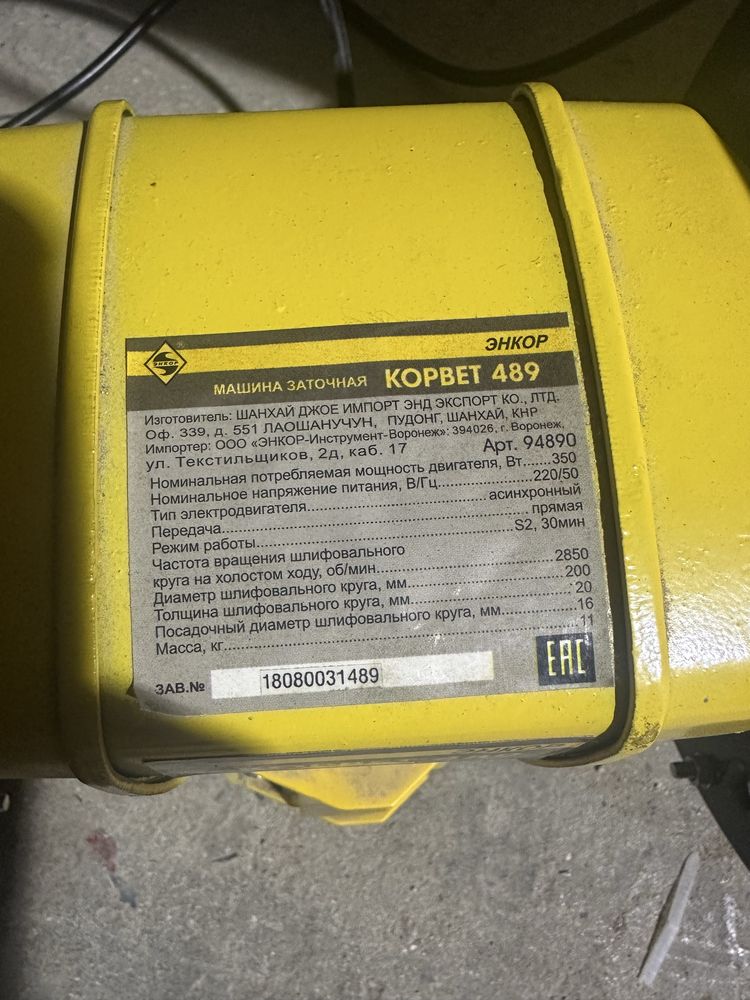 ЭНКОР
ЭНКОР ®
МАШИНА ЗАТОЧНАЯ КОРВЕТ 489
Изготовитель: ШАНХАЙ ДЖОЕ ИМПОРТ ЭНД ЭКСПОРТ КО., ЛТД.
Оф. 339, д. 551 ЛАОШАНУЧУН, ПУДОНГ, ШАНХАЙ, КНР
Импортер: ООО «ЭНКОР-Инструмент-Воронеж»: 394026, г. Воронеж,
ул. Текстильщиков, 2д, каб. 17 Арт. 94890
Номинальная потребляемая мощность двигателя, Вт...350
Номинальное напряжение питания, В/Гц...220/50
Тип электродвигателя...асинхронный
Передача...прямая
Режим работы...S2, 30мин
Частота вращения шлифовального
круга на холостом ходу, об/мин...2850
Диаметр шлифовального круга, мм...200
Толщина шлифовального круга, мм...20
Посадочный диаметр шлифовального круга, мм...16
Масса, кг...11
ЗАВ.№ 18080031489
EAC